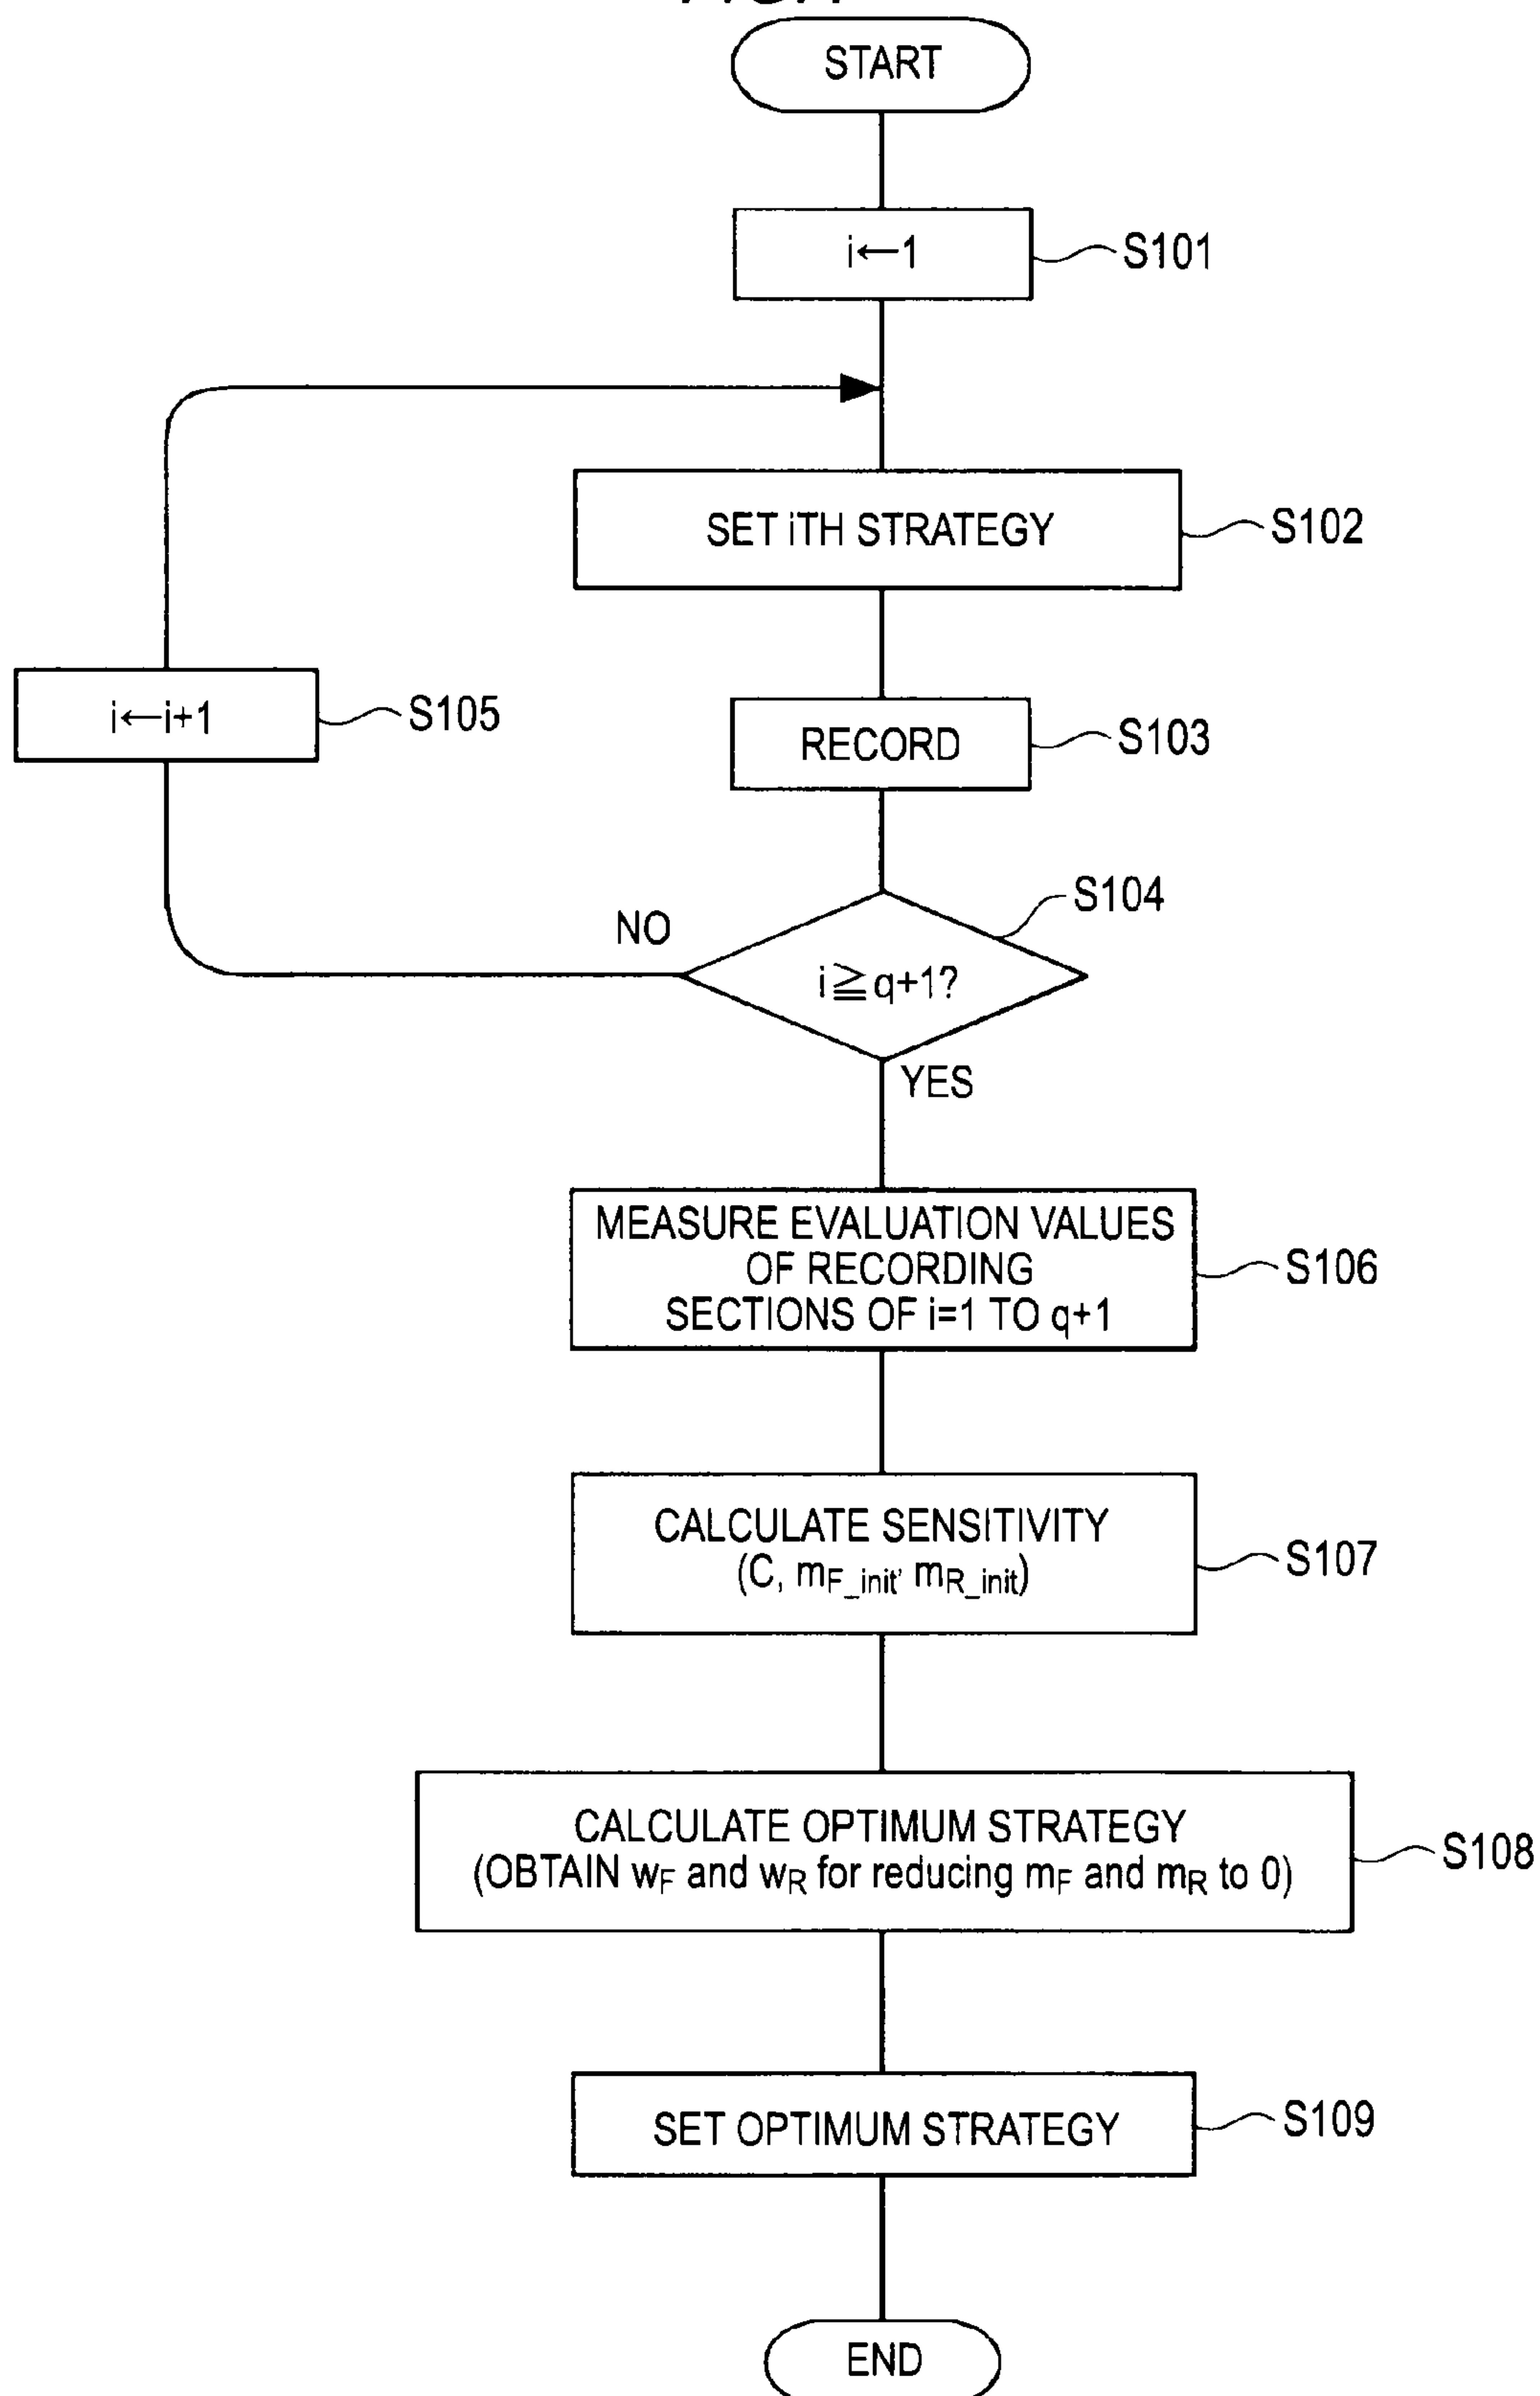 START
i←1
S101
SET iTH STRATEGY
S102
i←i+1
S105
RECORD
S103
S104
NO
i≧q+1?
YES
MEASURE EVALUATION VALUES
OF RECORDING
SECTIONS OF i=1 TO q+1
S106
CALCULATE SENSITIVITY
(C, mF_init, mR_init)
S107
CALCULATE OPTIMUM STRATEGY
(OBTAIN wF and wR for reducing mF and mR to 0)
S108
SET OPTIMUM STRATEGY
S109
END